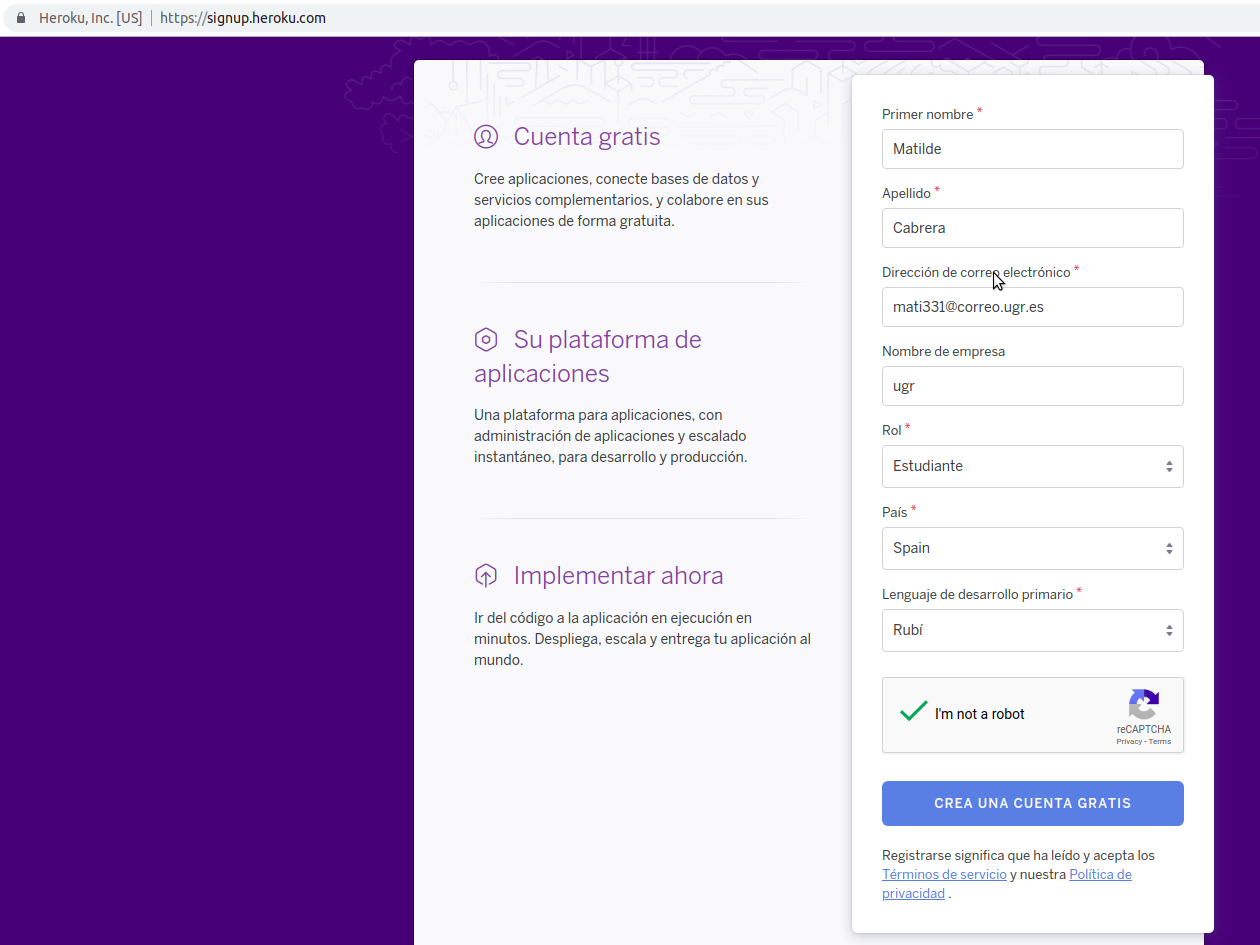 Heroku, Inc. [US] | https://signup.heroku.com
Cuenta gratis
Cree aplicaciones, conecte bases de datos y
servicios complementarios, y colabore en sus
aplicaciones de forma gratuita.
Su plataforma de
aplicaciones
Una plataforma para aplicaciones, con
administración de aplicaciones y escalado
instantáneo, para desarrollo y producción.
Implementar ahora
Ir del código a la aplicación en ejecución en
minutos. Despliega, escala y entrega tu aplicación al
mundo.
Primer nombre *
Matilde
Apellido *
Cabrera
Dirección de correo electrónico *
mati331@correo.ugr.es
Nombre de empresa
ugr
Rol *
Estudiante
País *
Spain
Lenguaje de desarrollo primario *
Rubí
I'm not a robot
reCAPTCHA
Privacy - Terms
CREA UNA CUENTA GRATIS
Registrarse significa que ha leído y acepta los
Términos de servicio y nuestra Política de
privacidad .